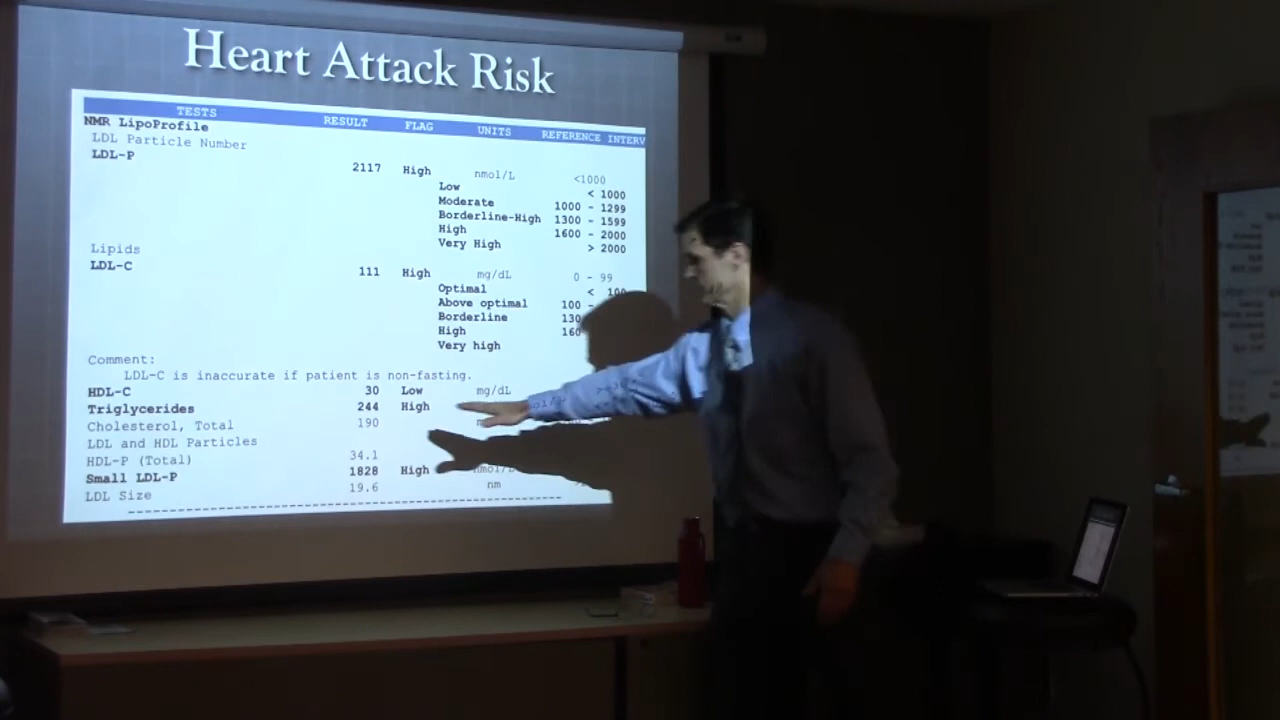 Heart Attack Risk
TESTS RESULT FLAG UNITS REFERENCE INTERV
NMR LipoProfile
LDL Particle Number
LDL-P 2117 High nmol/L <1000
Low < 1000
Moderate 1000 - 1299
Borderline-High 1300 - 1599
High 1600 - 2000
Very High > 2000
Lipids
LDL-C 111 High mg/dL 0 - 99
Optimal < 100
Above optimal 100 -
Borderline 130
High 160
Very high
Comment:
LDL-C is inaccurate if patient is non-fasting.
HDL-C 30 Low mg/dL
Triglycerides 244 High
Cholesterol, Total 190
LDL and HDL Particles
HDL-P (Total) 34.1
Small LDL-P 1828 High nmol/L
LDL Size 19.6 nm